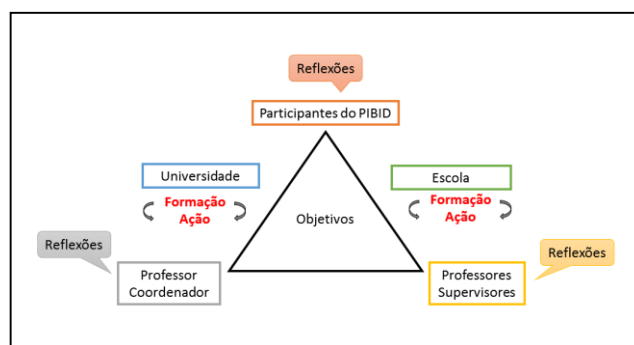 Reflexões
Participantes do PIBID
Universidade
Escola
Formação
Ação
Formação
Ação
Objetivos
Reflexões
Reflexões
Professor
Coordenador
Professores
Supervisores